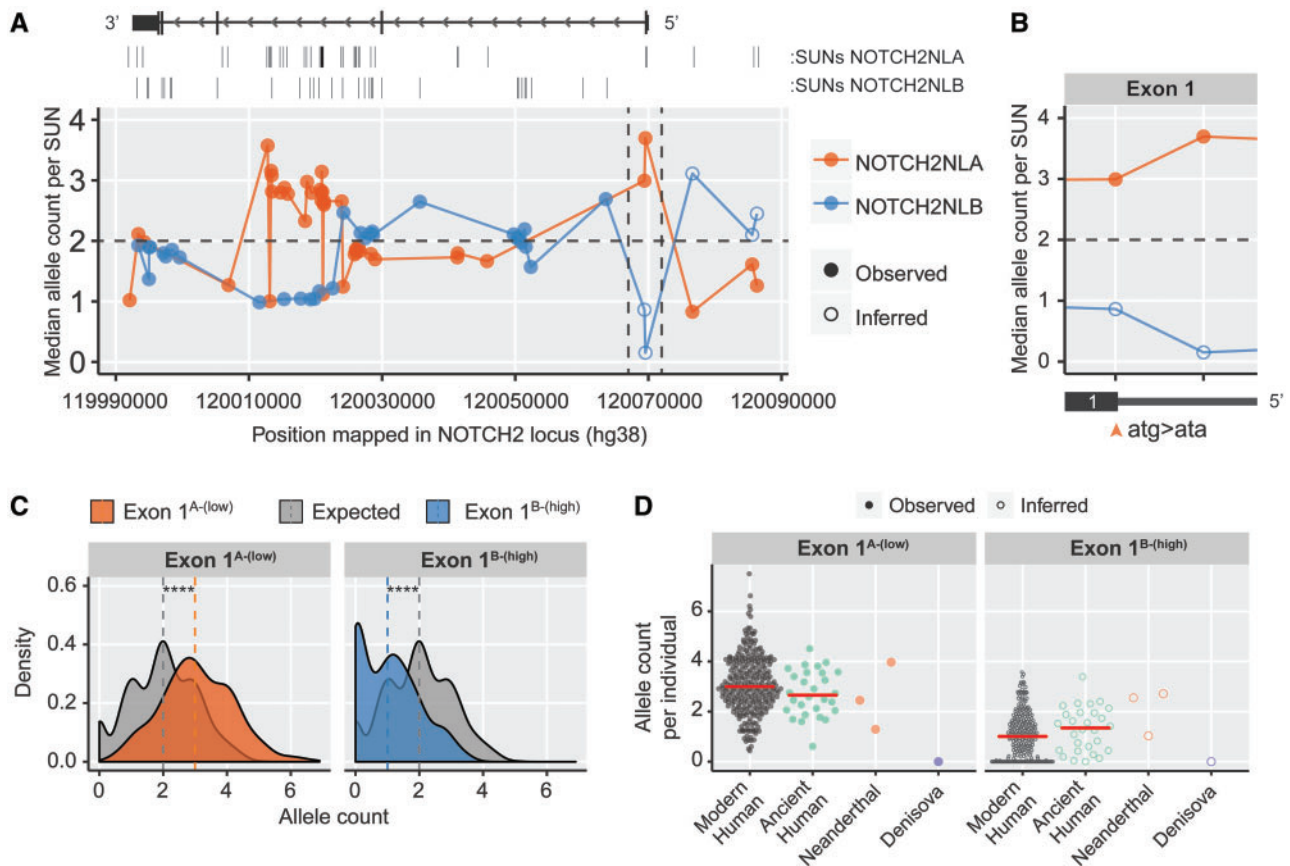 A
3’
5’
:SUNs NOTCH2NLA
:SUNs NOTCH2NLB
Median allele count per SUN
4
3
2
1
0
119990000
120010000
120030000
120050000
120070000
120090000
Position mapped in NOTCH2 locus (hg38)
NOTCH2NLA
NOTCH2NLB
Observed
Inferred
B
Exon 1
Median allele count per SUN
4
3
2
1
0
1
5’
atg>ata
C
Exon 1A-(low)
Expected
Exon 1B-(high)
Exon 1A-(low)
Exon 1B-(high)
****
****
Density
0.6
0.4
0.2
0.0
0
2
4
6
0
2
4
6
Allele count
D
Observed
Inferred
Exon 1A-(low)
Exon 1B-(high)
Allele count
per individual
6
4
2
0
Modern
Human
Ancient
Human
Neanderthal
Denisova
Modern
Human
Ancient
Human
Neanderthal
Denisova